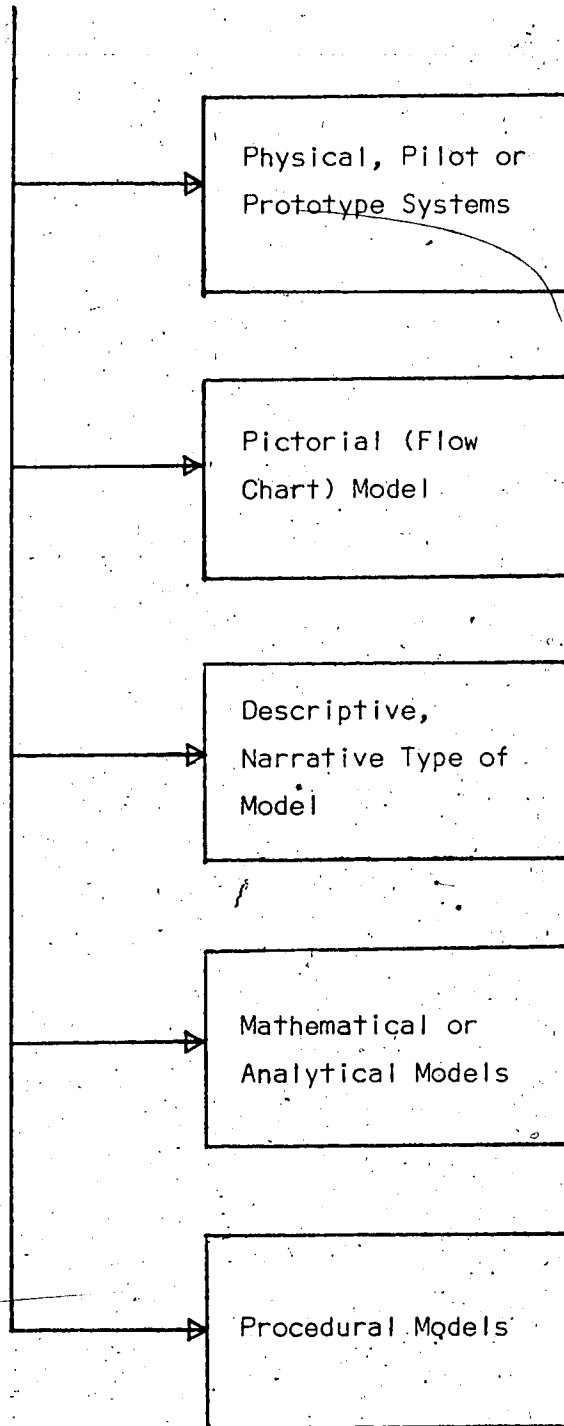 Physical, Pilot or
Prototype Systems
Pictorial (Flow
Chart) Model
Descriptive,
Narrative Type of
Model
Mathematical or
Analytical Models
Procedural Models